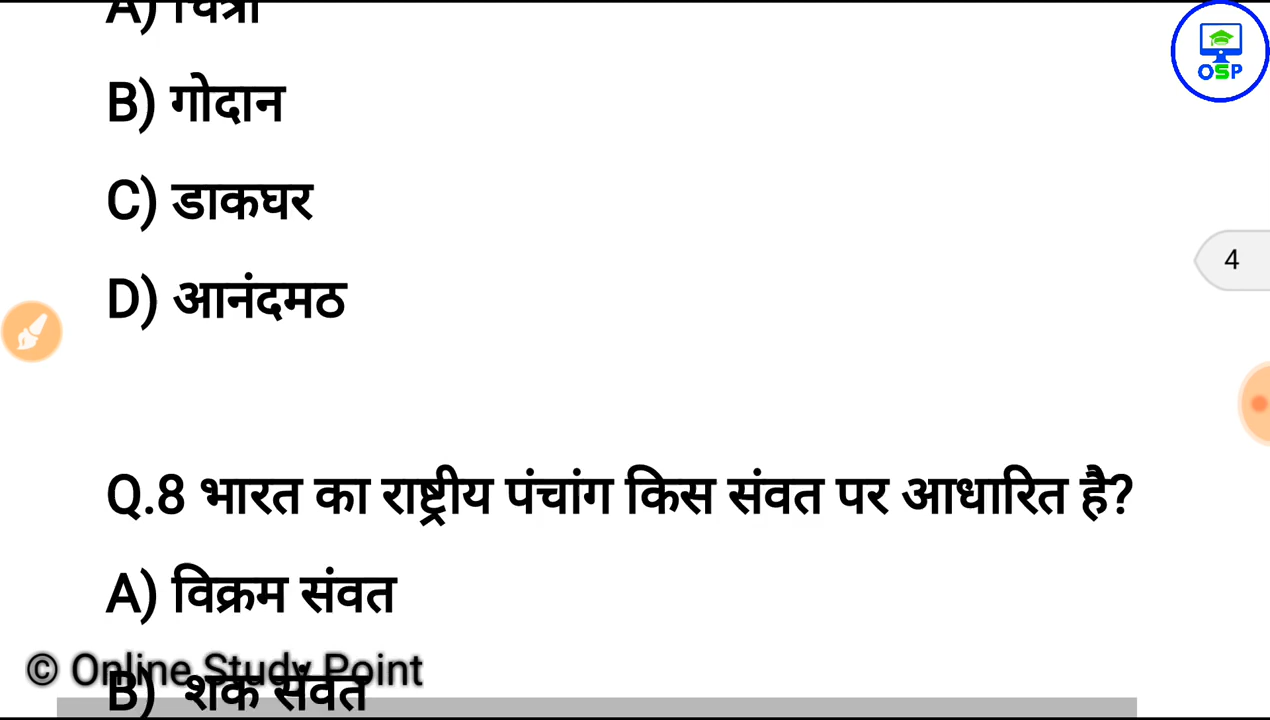 A) चित्रा
B) गोदान
OSP
C) डाकघर
4
D) आनंदमठ
Q.8 भारत का राष्ट्रीय पंचांग किस संवत पर आधारित है?
A) विक्रम संवत
© Online Study Point
B) शक संवत